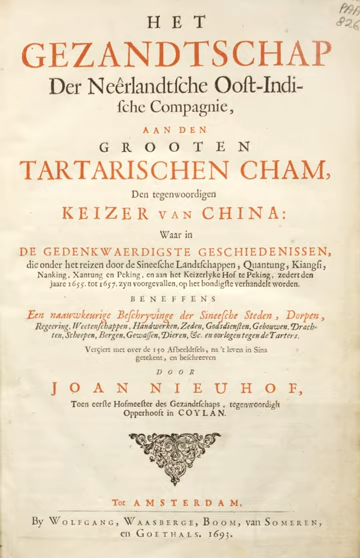 PAA
826
HET
GEZANDTSCHAP
Der Neêrlandtſche Ooſt-Indi-
ſche Compagnie,
AAN DEN
GROOTEN
TARTARISCHEN CHAM,
Den tegenwoordigen
KEIZER VAN CHINA:
Waar in
DE GEDENKWAERDIGSTE GESCHIEDENISSEN,
die onder het reizen door de Sineeſche Landtſchappen, Quantung, Kiangſi,
Nanking, Xantung en Peking, en aan het Keizerlyke Hof te Peking, zedert den
jaare 1655. tot 1657. zyn voorgevallen, op het bondigſte verhandelt worden.
BENEFFENS
Een naauwkeurige Beſchryvinge der Sineeſche Steden, Dorpen,
Regeering, Weetenſchappen, Handwerken, Zeden, Godsdienſten, Gebouwen, Drach-
ten, Scheepen, Bergen, Gewaſſen, Dieren, &c. en oorlogen tegen de Tarters.
Verçiert met over de 150 Afbeeldtſels, na 't leven in Sina
getekent, en beſchreeven
DOOR
JOAN NIEUHOF,
Toen eerſte Hofmeeſter des Gezandtſchaps, tegenwoordigh
Opperhooft in COYLAN.
Tot AMSTERDAM,
By WOLFGANG, WAASBERGE, BOOM, van SOMEREN,
en GOETHALS. 1693.